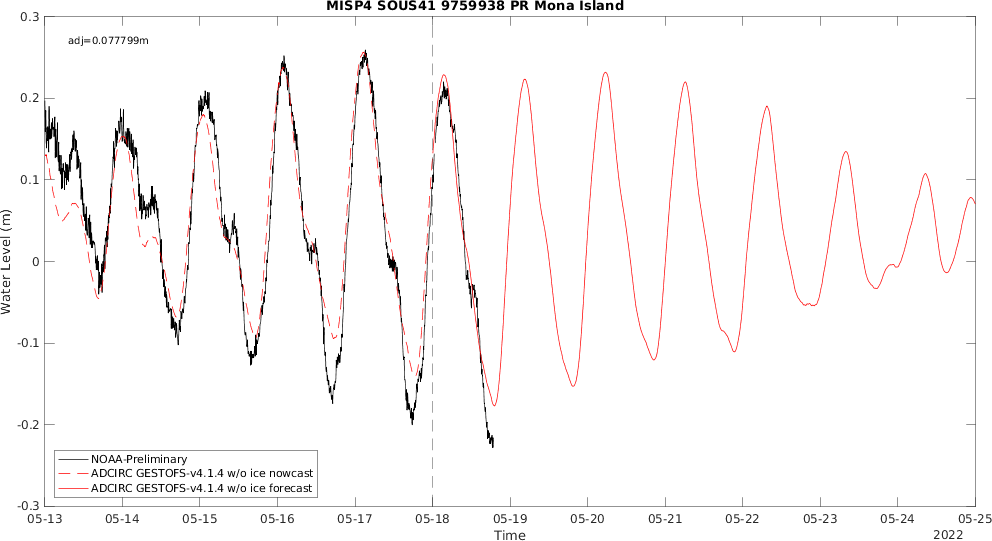 MISP4 SOUS41 9759938 PR Mona Island
adj=0.077799m
0.3
0.2
0.1
0
-0.1
-0.2
-0.3
Water Level (m)
NOAA-Preliminary
ADCIRC GESTOFS-v4.1.4 w/o ice nowcast
ADCIRC GESTOFS-v4.1.4 w/o ice forecast
05-13 05-14 05-15 05-16 05-17 05-18 05-19 05-20 05-21 05-22 05-23 05-24 05-25
Time
2022